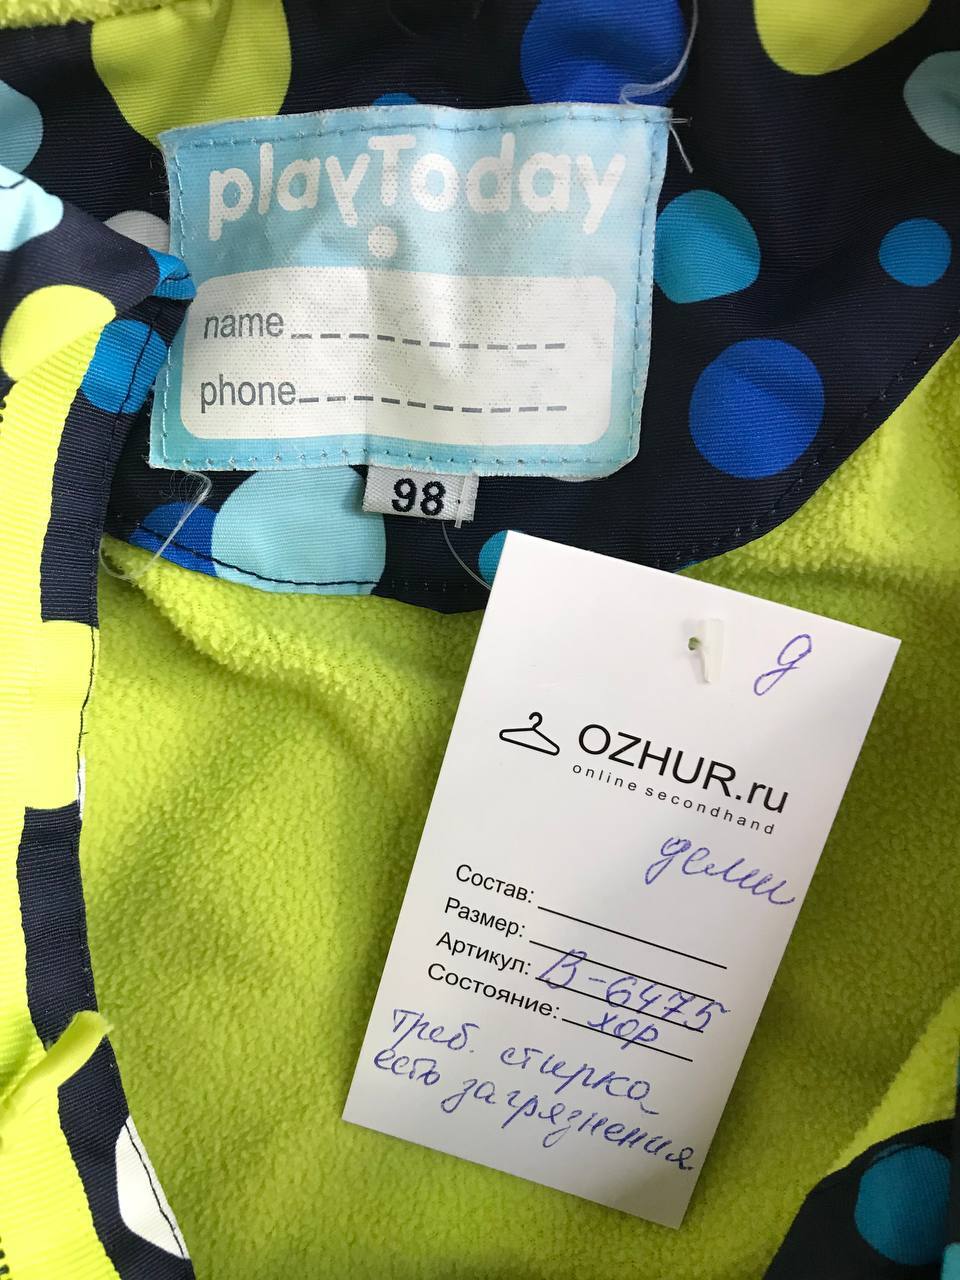 playToday
name
phone
98
д
OZHUR.ru
online secondhand
деми
Состав:
Размер:
Артикул: В-6475
Состояние: хор
треб. стирка
есть загрязнения